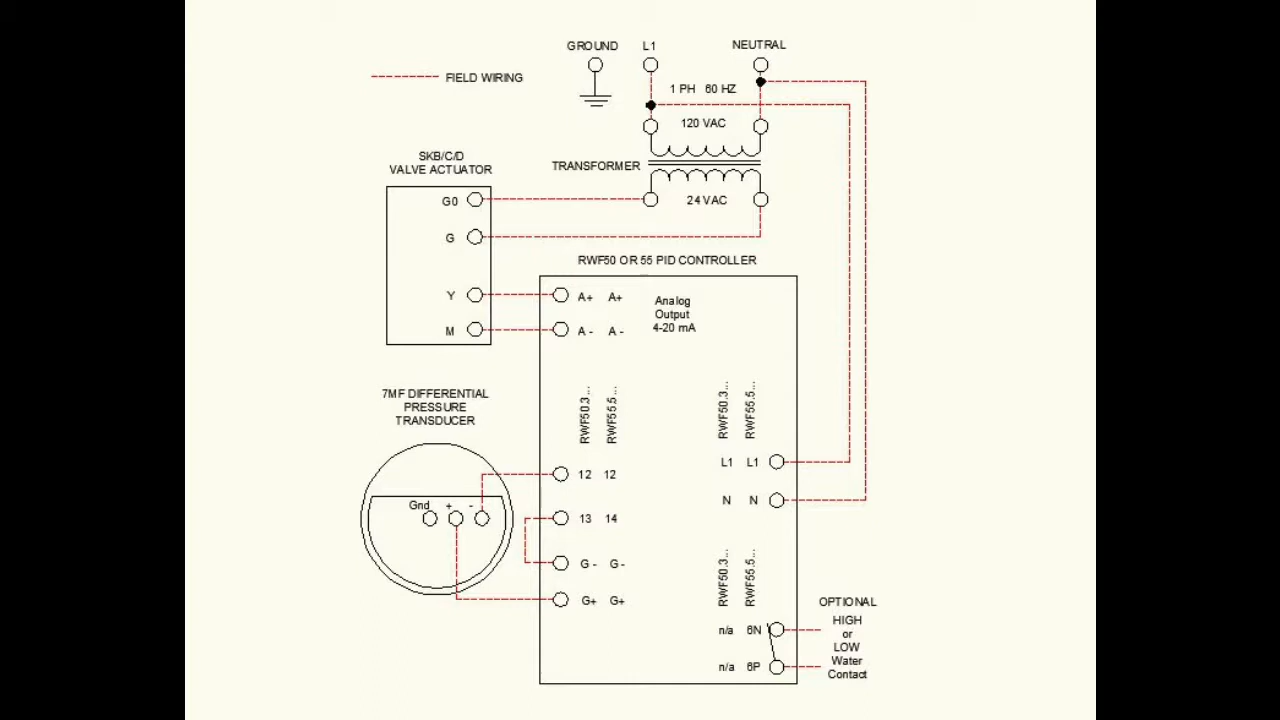 GROUND
L1
NEUTRAL
FIELD WIRING
1 PH 60 HZ
120 VAC
SKB/C/D
VALVE ACTUATOR
TRANSFORMER
24 VAC
G0
G
Y
M
RWF50 OR 55 PID CONTROLLER
A+ A+
A - A -
Analog
Output
4-20 mA
7MF DIFFERENTIAL
PRESSURE
TRANSDUCER
Gnd + -
RWF50.3...
RWF55.5...
RWF50.3...
RWF55.5...
12 12
13 14
G - G -
G+ G+
L1 L1
N N
RWF50.3...
RWF55.5...
n/a 6N
n/a 6P
OPTIONAL
HIGH
or
LOW
Water
Contact